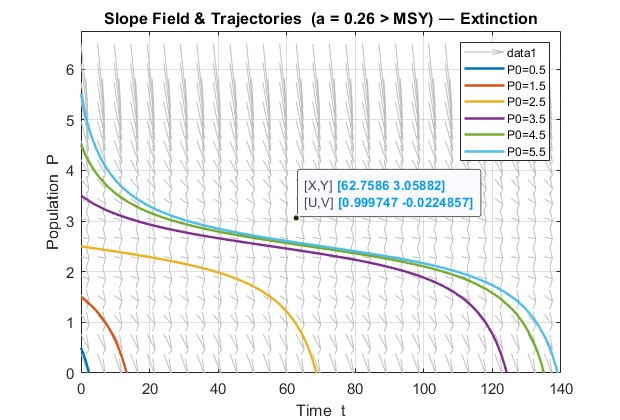 Slope Field & Trajectories (a = 0.26 > MSY) — Extinction
data1
P0=0.5
P0=1.5
P0=2.5
P0=3.5
P0=4.5
P0=5.5
[X,Y] [62.7586 3.05882]
[U,V] [0.999747 -0.0224857]
Population P
6
5
4
3
2
1
0
0 20 40 60 80 100 120 140
Time t